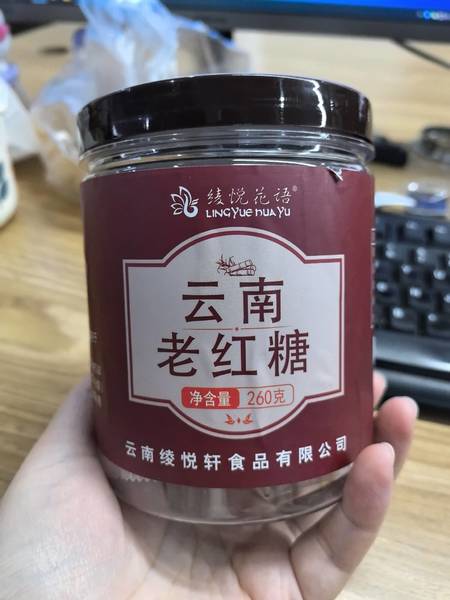 绫悦花语®
LINGYUE HUAYU
云南
老红糖
净含量 260克
云南绫悦轩食品有限公司